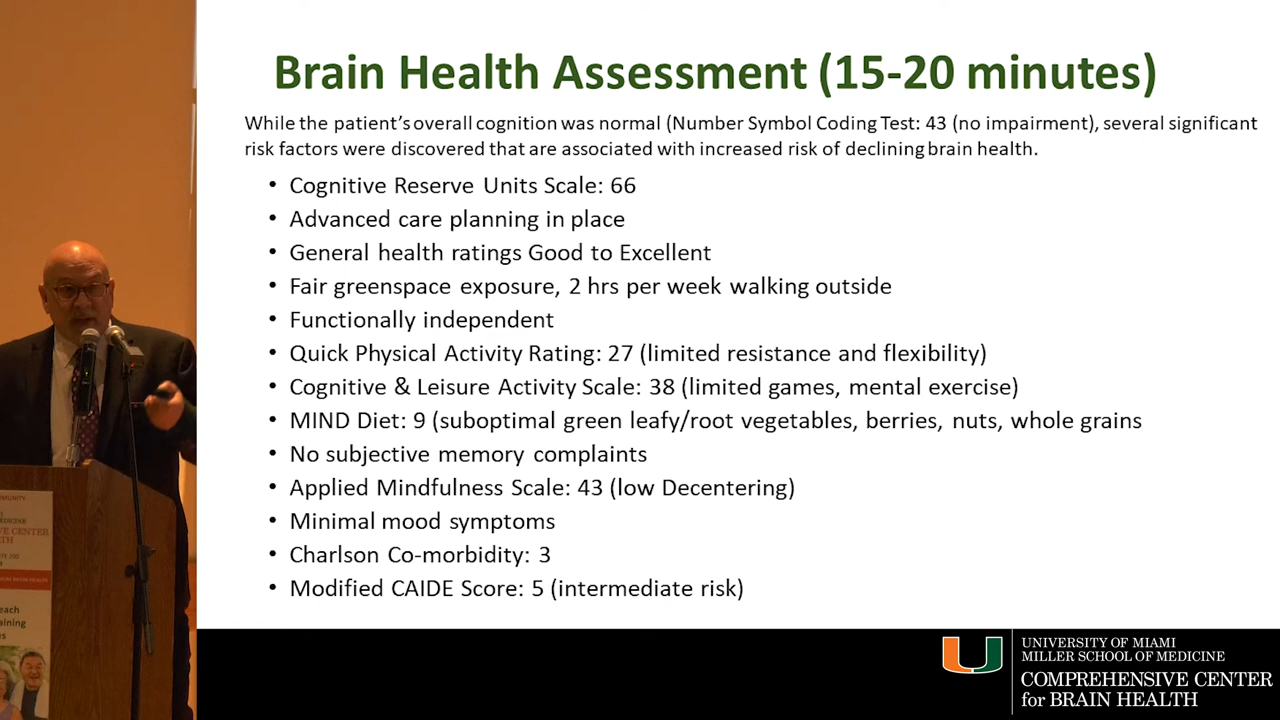 Brain Health Assessment (15-20 minutes)
While the patient's overall cognition was normal (Number Symbol Coding Test: 43 (no impairment), several significant
risk factors were discovered that are associated with increased risk of declining brain health.
• Cognitive Reserve Units Scale: 66
• Advanced care planning in place
• General health ratings Good to Excellent
• Fair greenspace exposure, 2 hrs per week walking outside
• Functionally independent
• Quick Physical Activity Rating: 27 (limited resistance and flexibility)
• Cognitive & Leisure Activity Scale: 38 (limited games, mental exercise)
• MIND Diet: 9 (suboptimal green leafy/root vegetables, berries, nuts, whole grains
• No subjective memory complaints
• Applied Mindfulness Scale: 43 (low Decentering)
• Minimal mood symptoms
• Charlson Co-morbidity: 3
• Modified CAIDE Score: 5 (intermediate risk)
UNIVERSITY OF MIAMI
MILLER SCHOOL OF MEDICINE
COMPREHENSIVE CENTER
for BRAIN HEALTH